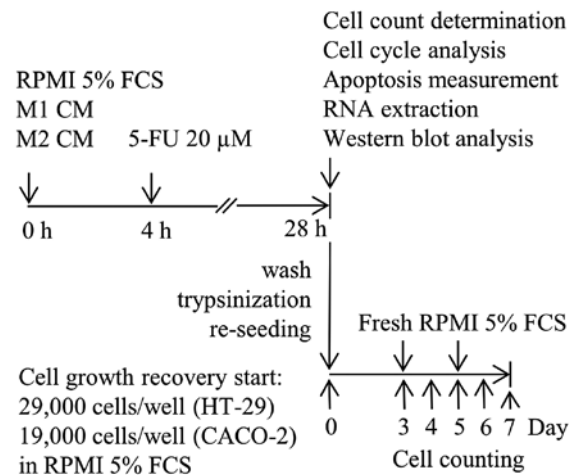 Cell count determination
Cell cycle analysis
Apoptosis measurement
RNA extraction
Western blot analysis
RPMI 5% FCS
M1 CM
M2 CM
5-FU 20 µM
0 h
4 h
28 h
wash
trypsinization
re-seeding
Fresh RPMI 5% FCS
Cell growth recovery start:
29,000 cells/well (HT-29)
19,000 cells/well (CACO-2)
in RPMI 5% FCS
0 3 4 5 6 7 Day
Cell counting